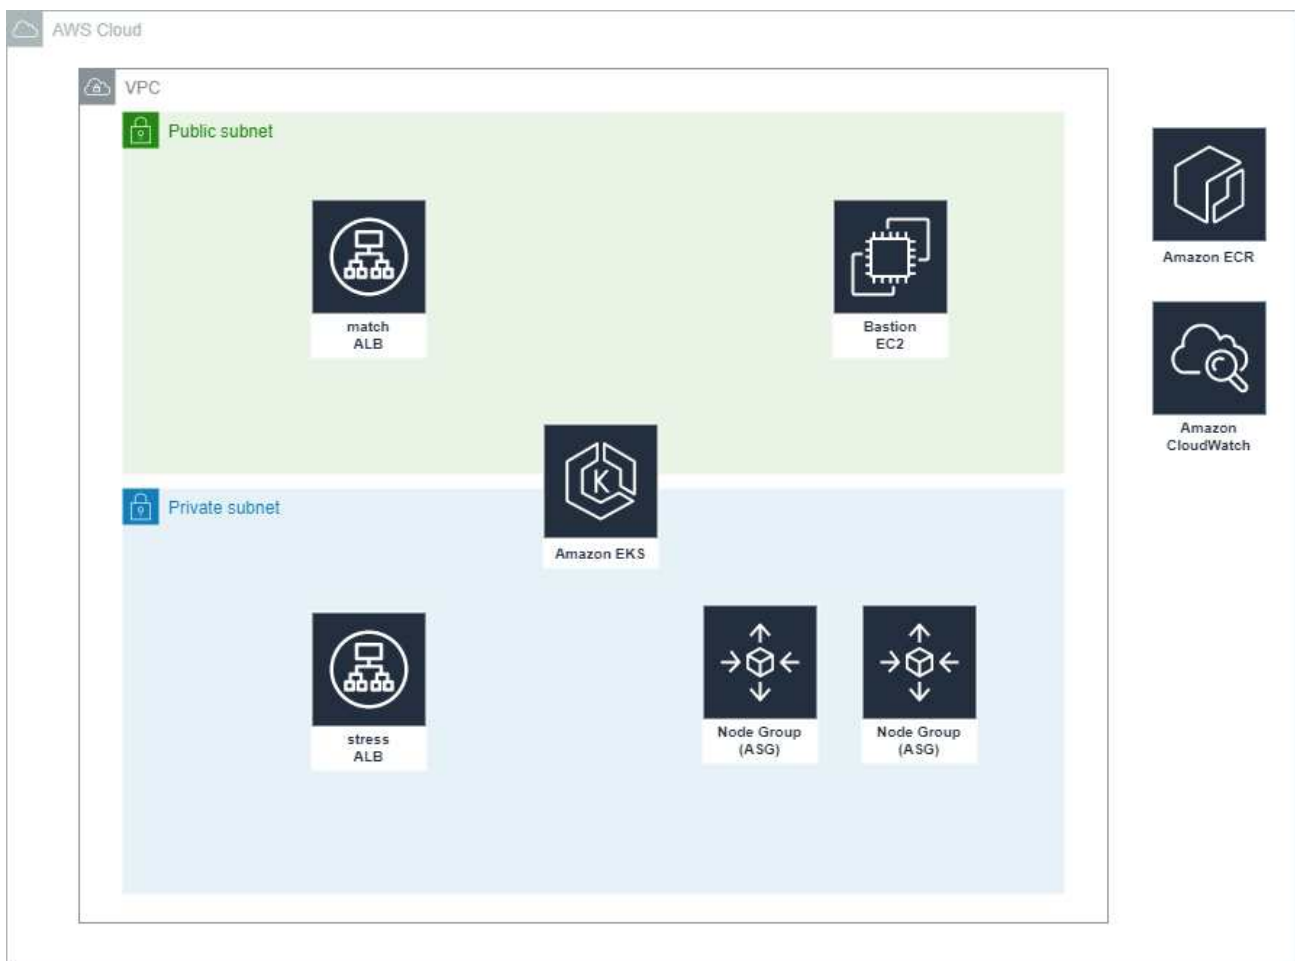 AWS Cloud
VPC
Public subnet
match
ALB
Bastion
EC2
Amazon ECR
Amazon
CloudWatch
K
Amazon EKS
Private subnet
stress
ALB
Node Group
(ASG)
Node Group
(ASG)